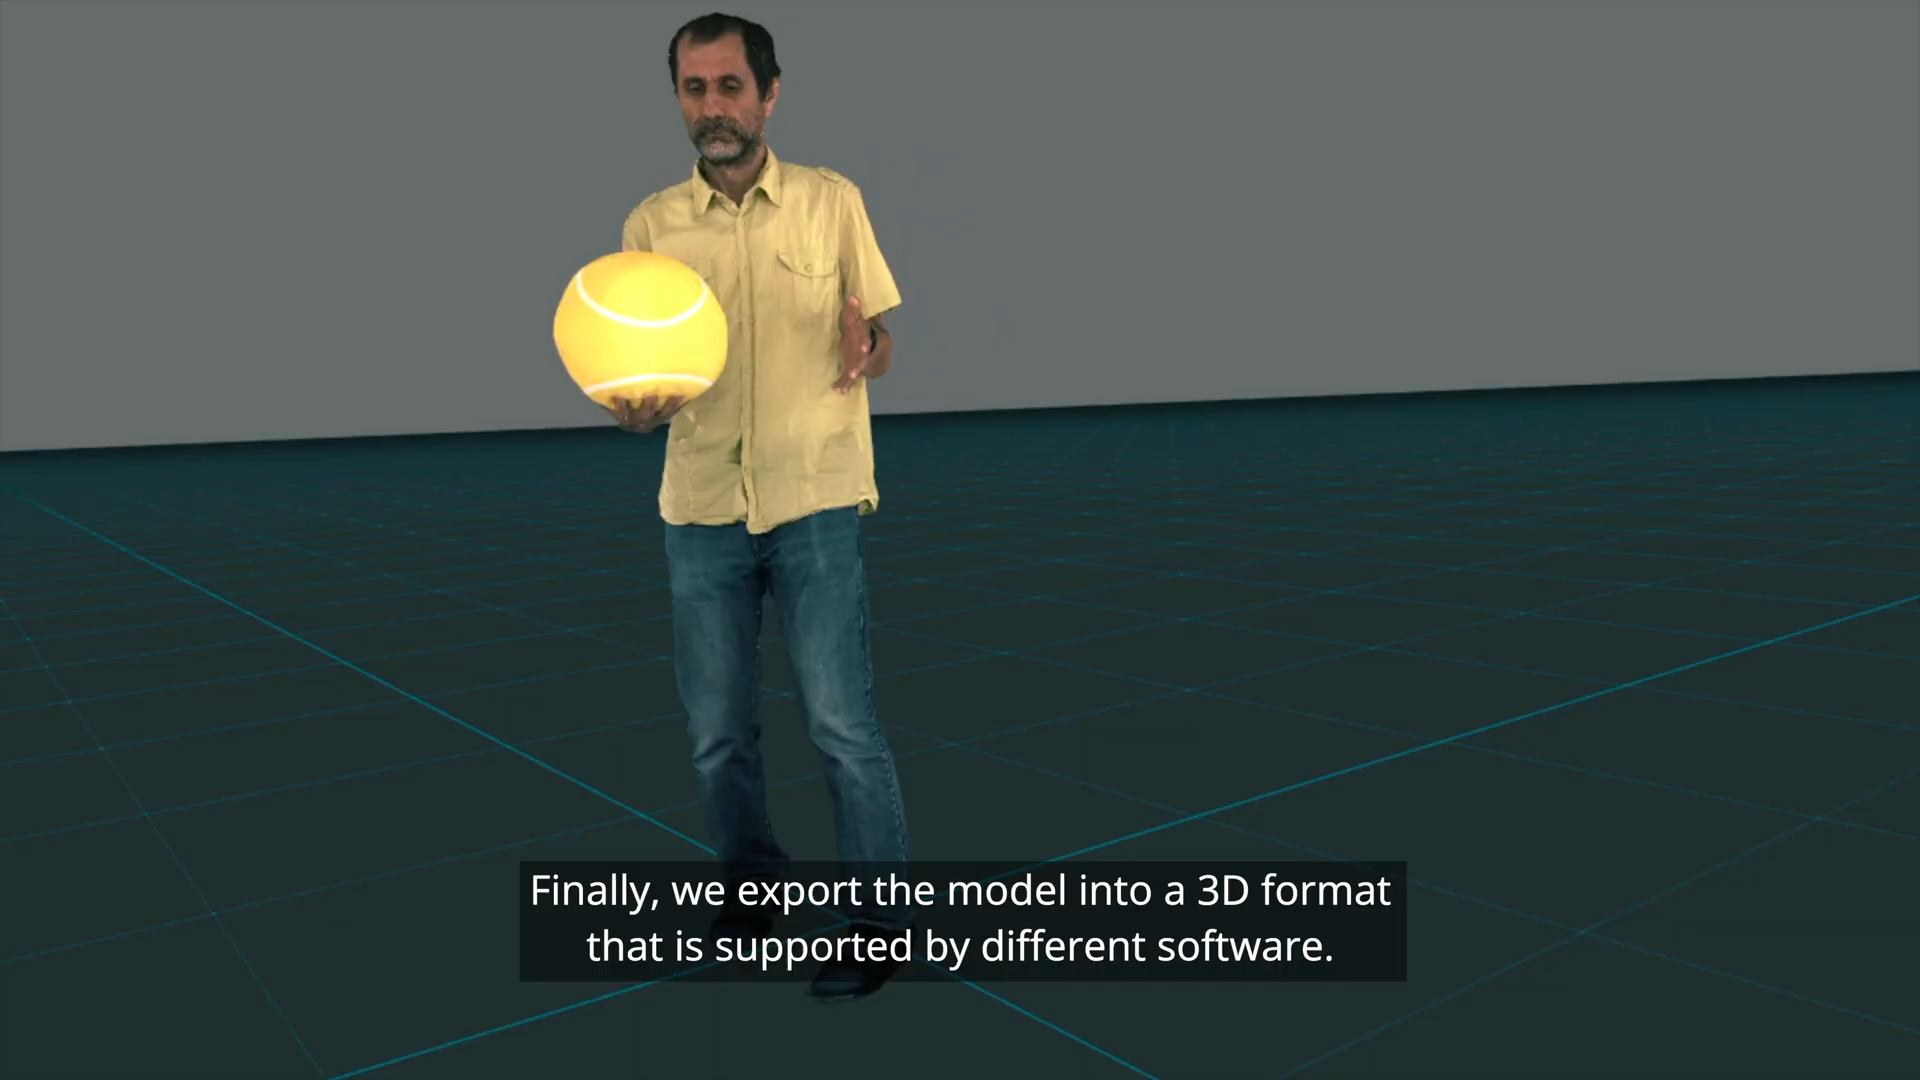 Finally, we export the model into a 3D format
that is supported by different software.